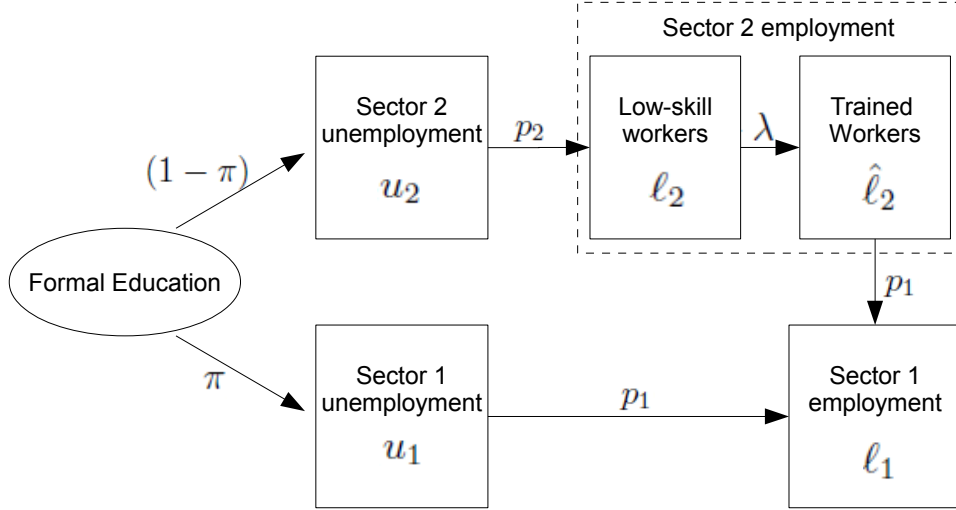 Sector 2 employment
Sector 2
unemployment
u₂
p₂
Low-skill
workers
ℓ₂
λ
Trained
Workers
ℓ̂₂
(1 − π)
Formal Education
π
p₁
Sector 1
unemployment
u₁
p₁
Sector 1
employment
ℓ₁